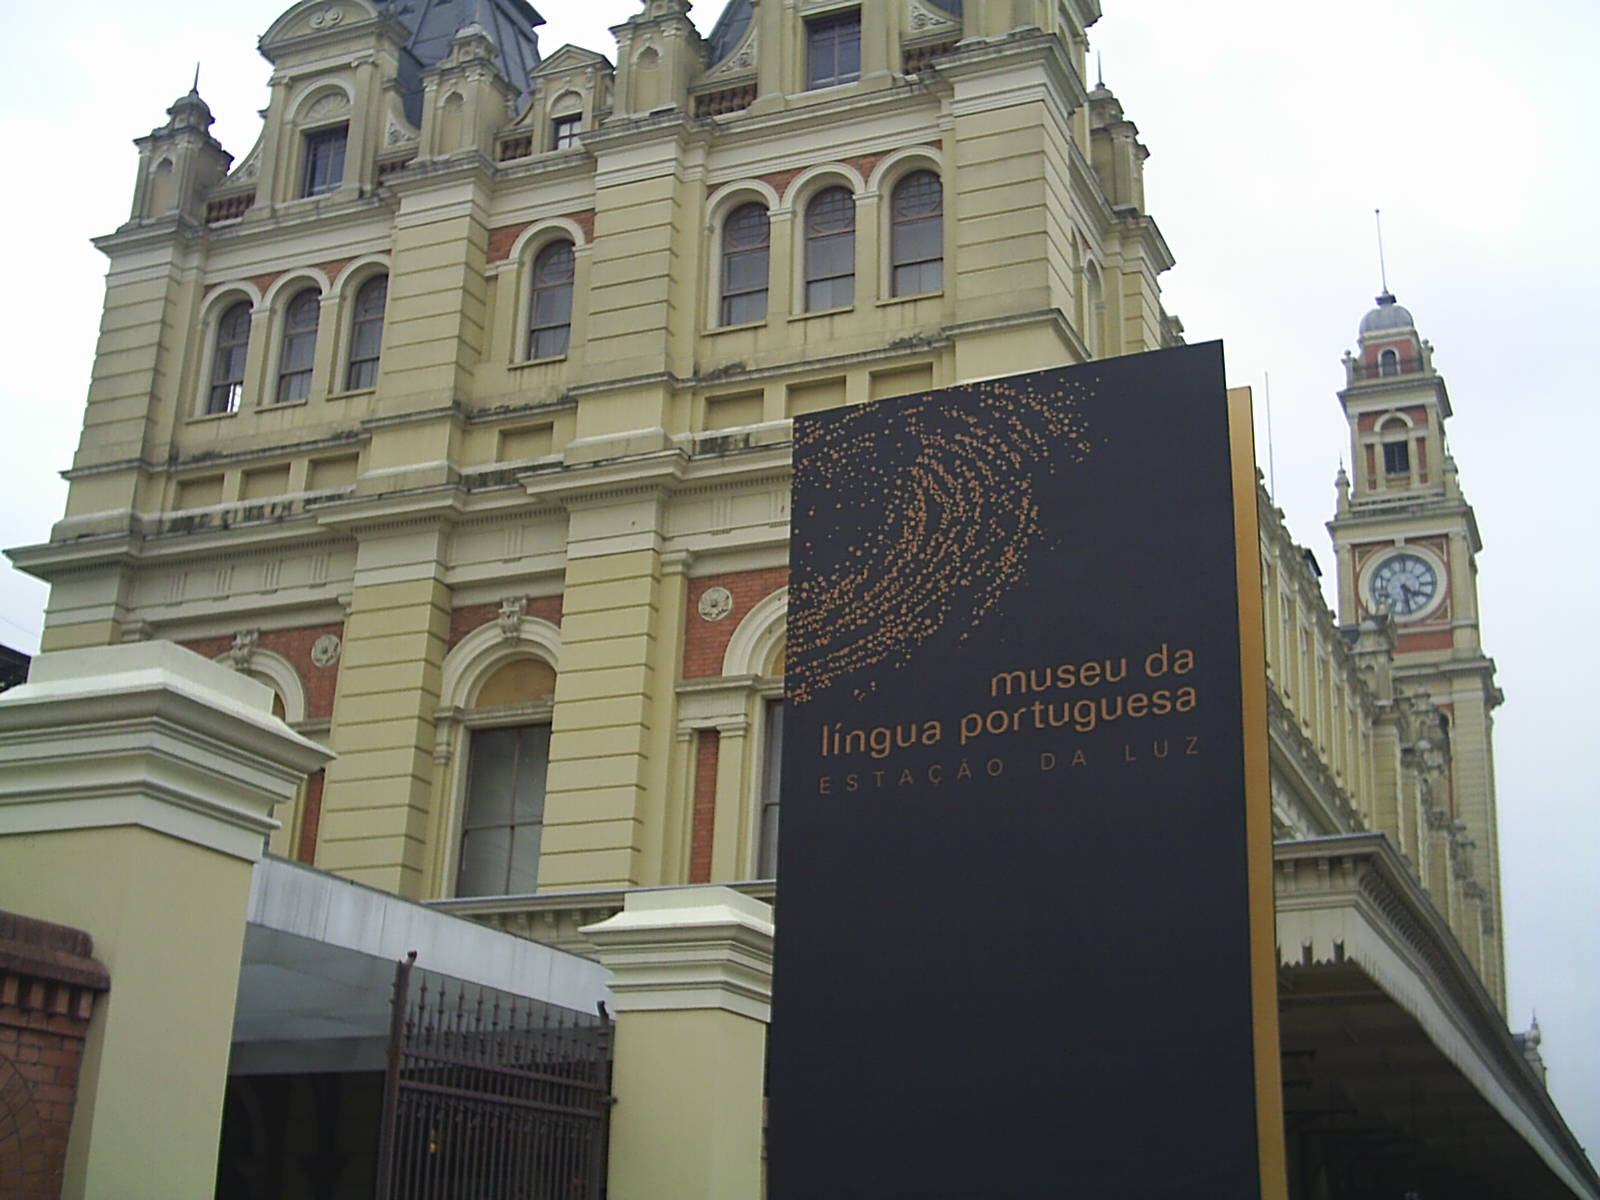 museu da
língua portuguesa
ESTAÇÃO DA LUZ